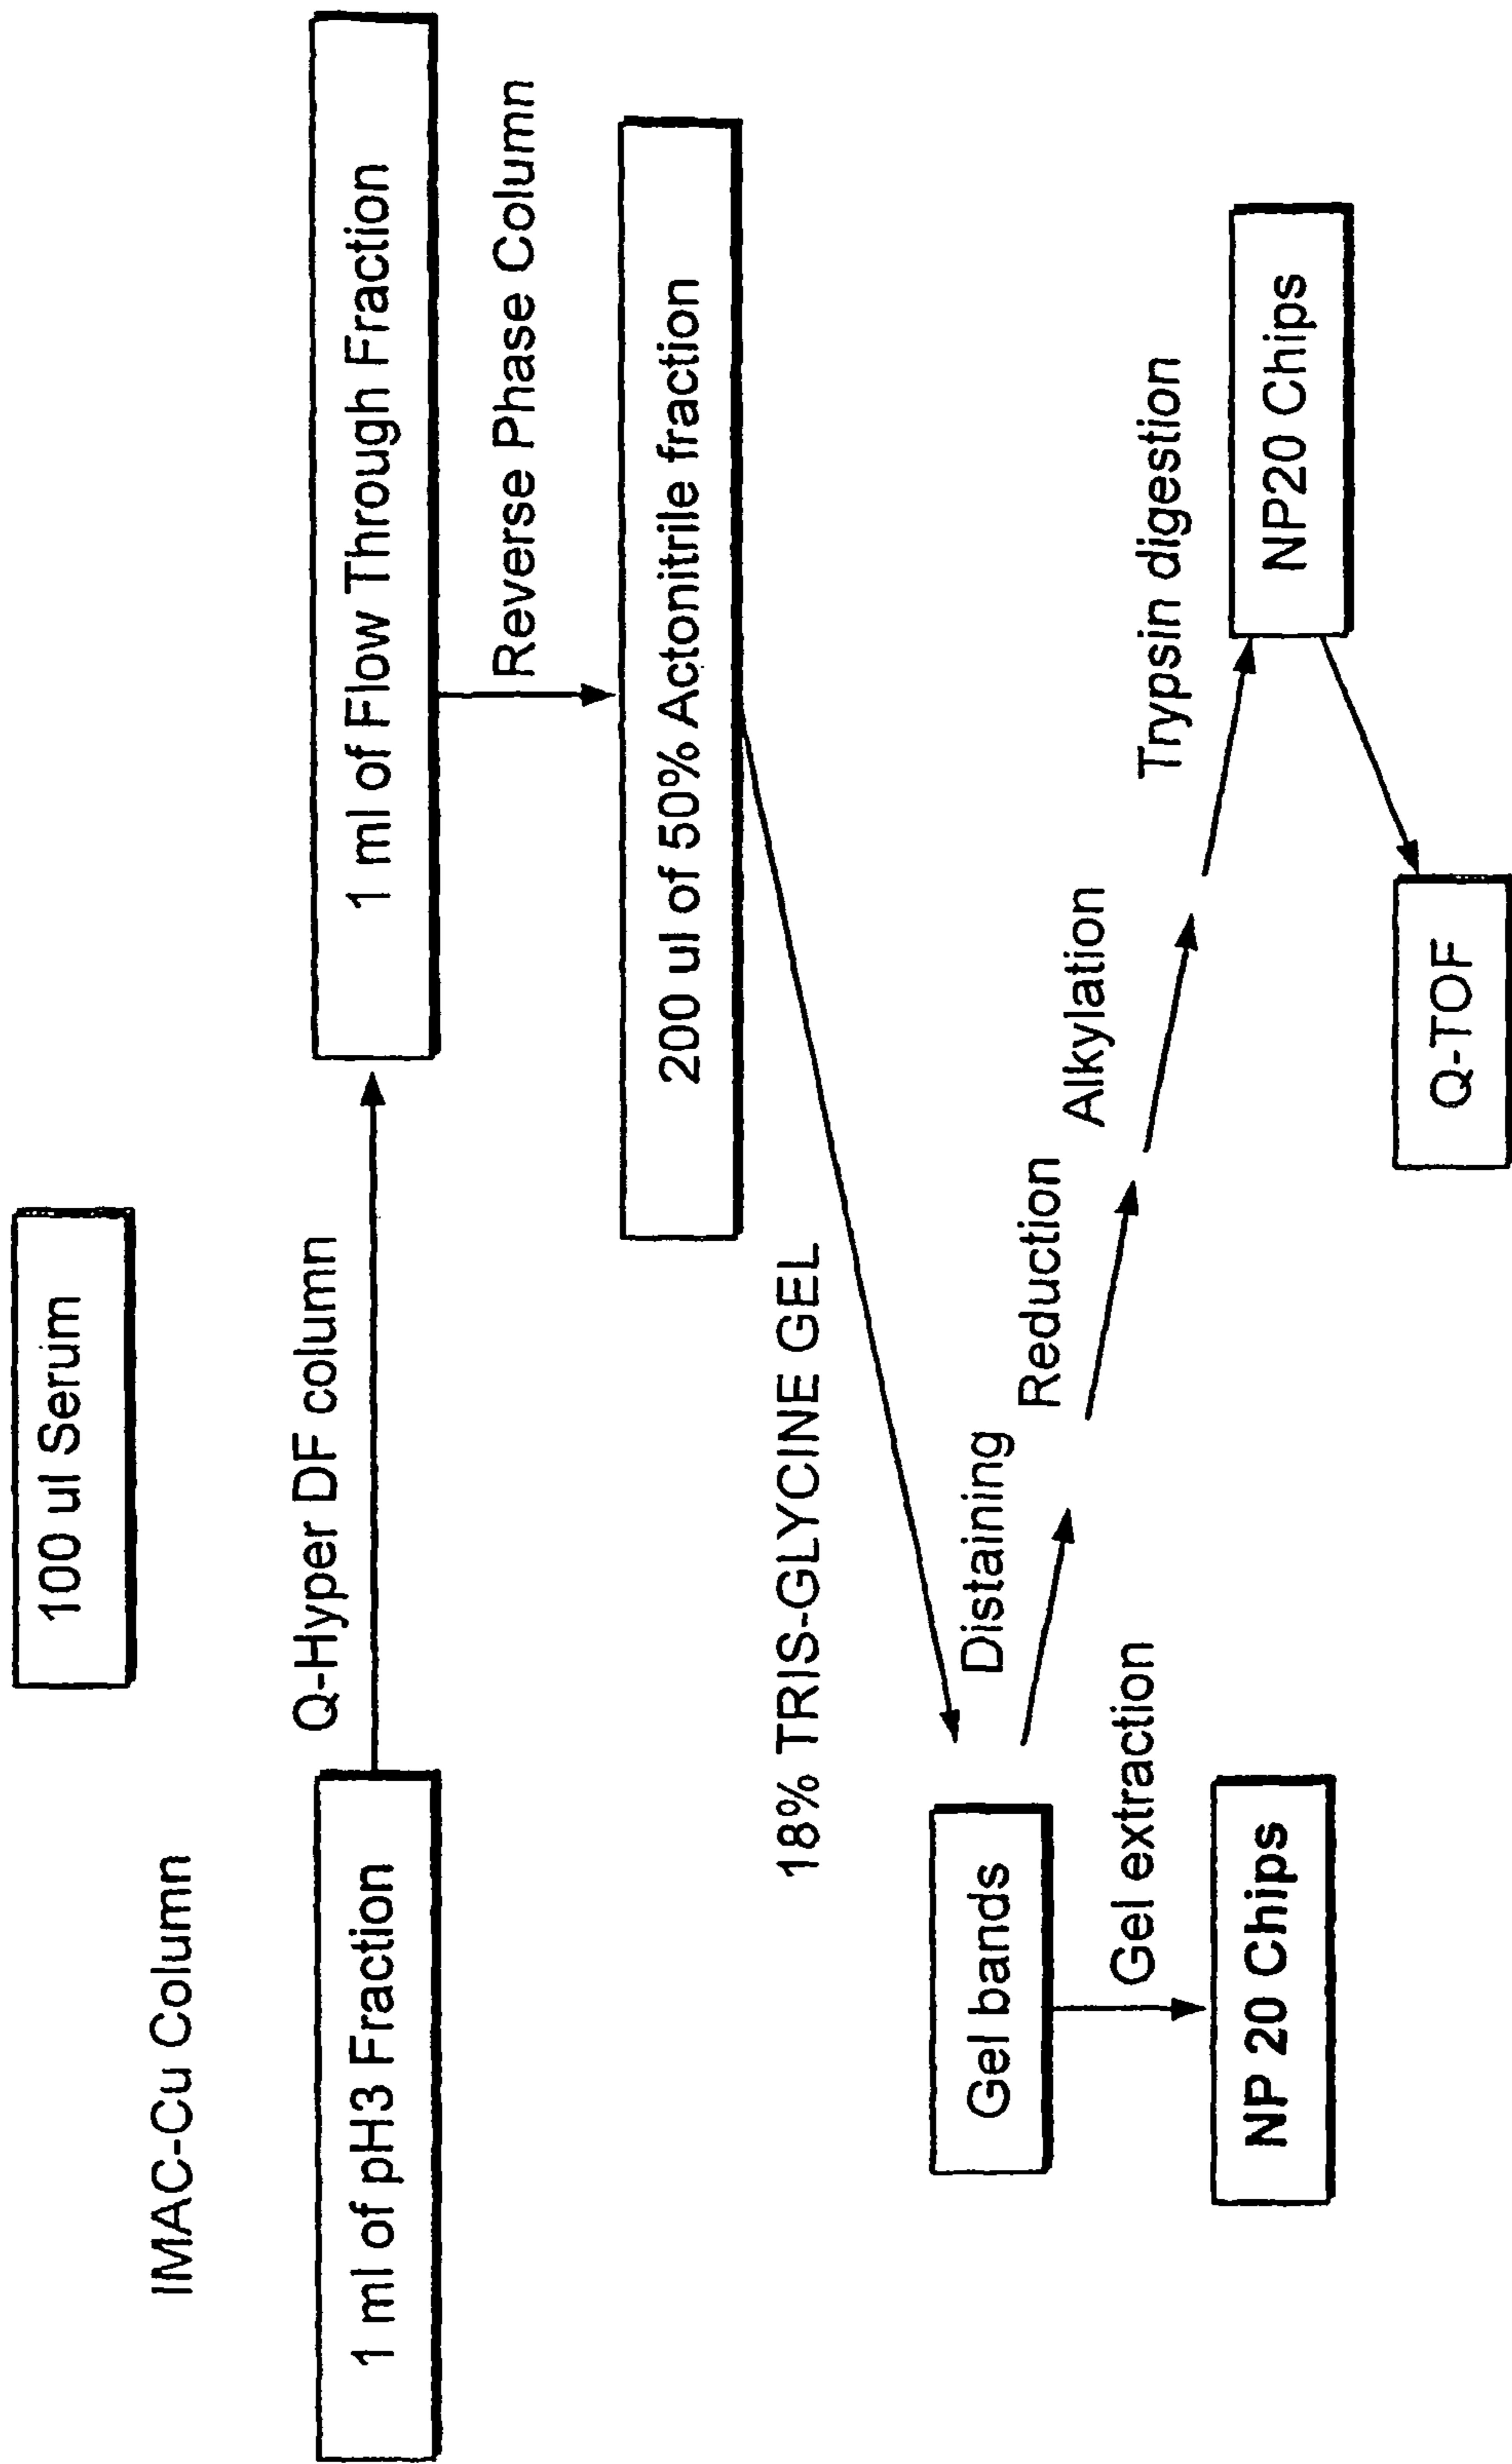 100 ul Serum
IMAC-Cu Column
1 ml of pH3 Fraction
Q-Hyper DF column
1 ml of Flow Through Fraction
Reverse Phase Column
200 ul of 50% Actonitrile fraction
18% TRIS-GLYCINE GEL
Gel bands
Distaining
Reduction
Alkylation
Trypsin digestion
Gel extraction
NP 20 Chips
NP20 Chips
Q-TOF